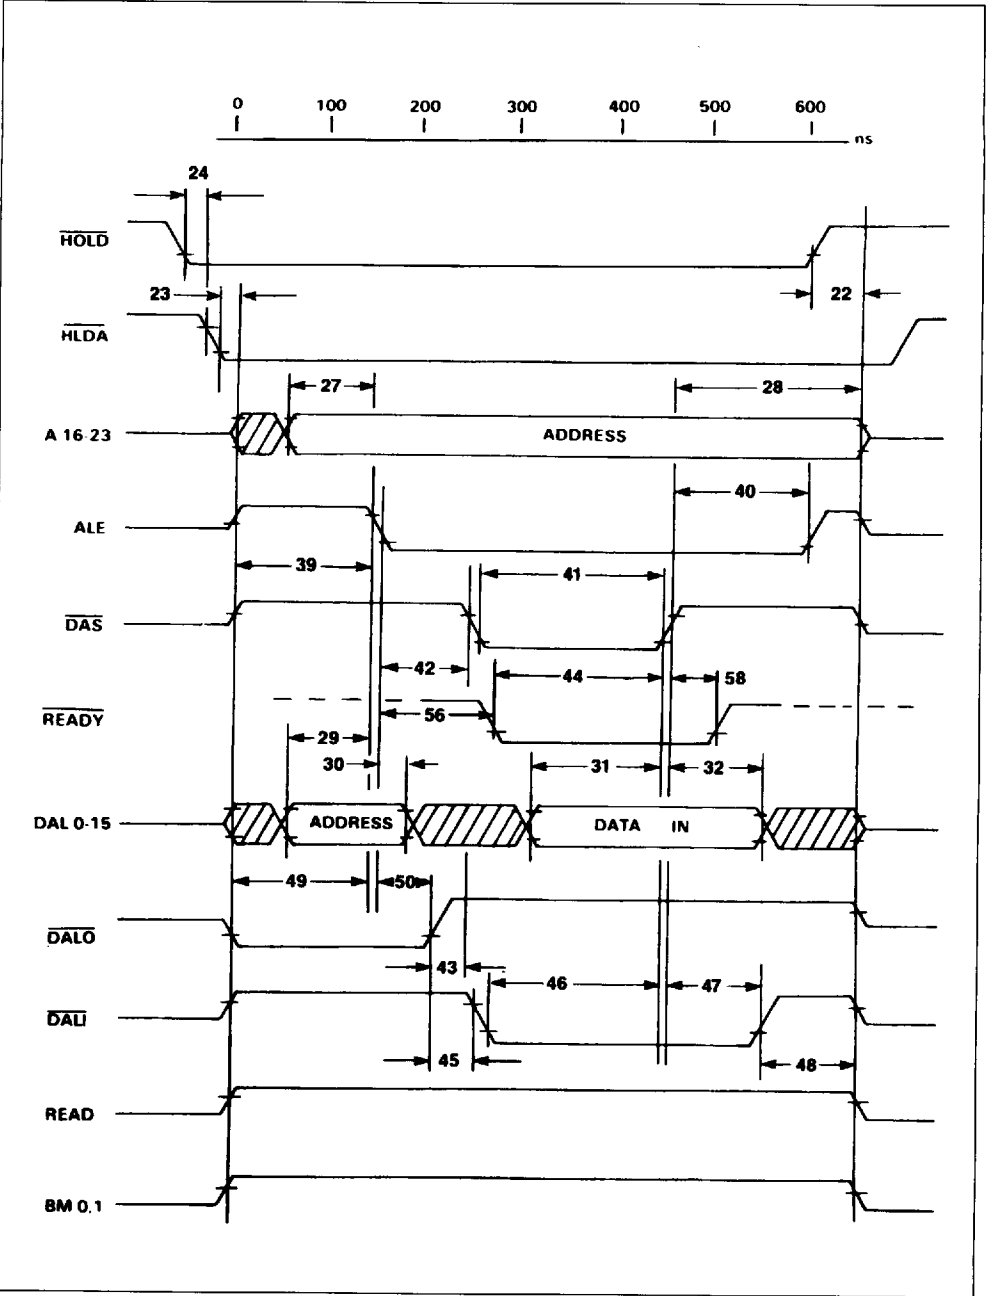 0 100 200 300 400 500 600
ns
24
HOLD
23 22
HLDA
27 28
A 16-23 ADDRESS
40
ALE
39 41
DAS
42 44 58
READY 56
29
30 31 32
DAL 0-15 ADDRESS DATA IN
49 50
DALO
43 46 47
DALI
45 48
READ
BM 0,1